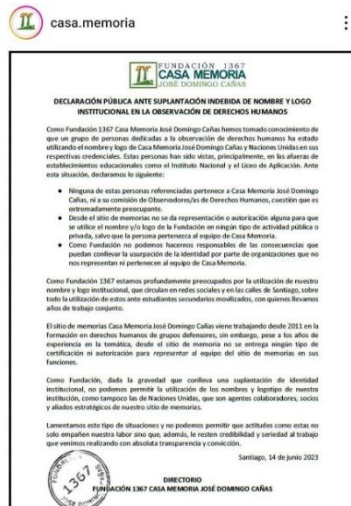 casa.memoria
FUNDACIÓN 1367
CASA MEMORIA
JOSÉ DOMINGO CAÑAS
DECLARACIÓN PÚBLICA ANTE SUPLANTACIÓN INDEBIDA DE NOMBRE Y LOGO
INSTITUCIONAL EN LA OBSERVACIÓN DE DERECHOS HUMANOS
Como Fundación 1367 Casa Memoria José Domingo Cañas hemos tomado conocimiento de
que un grupo de personas dedicadas a la observación de derechos humanos ha estado
utilizando el nombre y logo de Casa Memoria José Domingo Cañas y Naciones Unidas en sus
respectivas credenciales. Estas personas han sido vistas, principalmente, en las afueras de
establecimientos educacionales como el Instituto Nacional y el Liceo de Aplicación. Ante
esta situación, declaramos lo siguiente:
• Ninguna de estas personas referenciadas pertenece a Casa Memoria José Domingo
Cañas, ni a su comisión de Observadores/as de Derechos Humanos, cuestión que es
extremadamente preocupante.
• Desde el sitio de memorias no se da representación o autorización alguna para que
se utilice el nombre y/o logo de la Fundación en ningún tipo de actividad pública o
privada, salvo que la persona pertenezca al equipo de Casa Memoria.
• Como Fundación no podemos hacernos responsables de las consecuencias que
puedan conllevar la usurpación de la identidad por parte de organizaciones que no
nos representan ni pertenecen al equipo de Casa Memoria.
Como Fundación 1367 estamos profundamente preocupados por la utilización de nuestro
nombre y logo institucional, que circulan en redes sociales y en las calles de Santiago, sobre
todo la utilización de estos ante estudiantes secundarios movilizados, con quienes llevamos
años de trabajo conjunto.
El sitio de memorias Casa Memoria José Domingo Cañas viene trabajando desde 2011 en la
formación en derechos humanos de grupos defensores, sin embargo, pese a los años de
experiencia en la temática, desde el sitio de memoria no se entrega ningún tipo de
certificación ni autorización para representar al equipo del sitio de memorias en sus
funciones.
Como Fundación, dada la gravedad que conlleva una suplantación de identidad
institucional, no podemos permitir la utilización de los nombres y logotipo de nuestra
institución, como tampoco las de Naciones Unidas, que son agentes colaboradores, socios
y aliados estratégicos de nuestro sitio de memorias.
Lamentamos este tipo de situaciones y no podemos permitir que actitudes como estas no
solo empañen nuestra labor sino que, además, le resten credibilidad y seriedad al trabajo
que venimos realizando con absoluta transparencia y convicción.
Santiago, 14 de junio 2023
1367
DIRECTORIO
FUNDACIÓN 1367 CASA MEMORIA JOSÉ DOMINGO CAÑAS